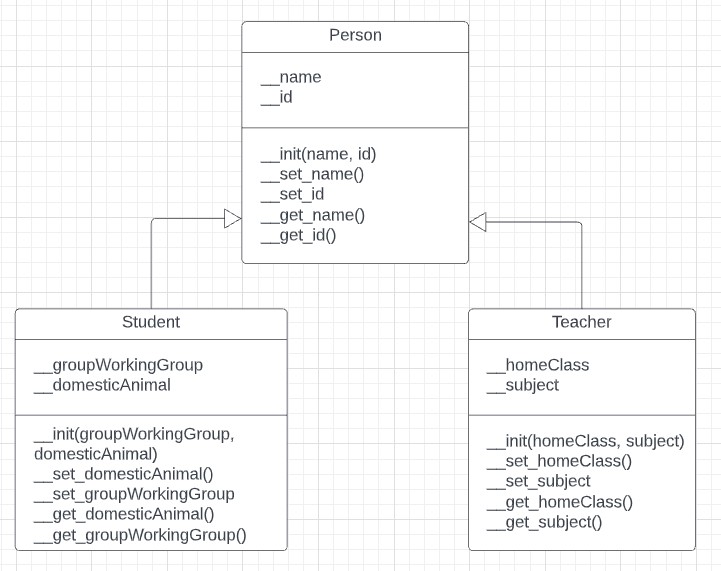 Person
__name
__id
__init(name, id)
__set_name()
__set_id
__get_name()
__get_id()
Student
__groupWorkingGroup
__domesticAnimal
__init(groupWorkingGroup,
domesticAnimal)
__set_domesticAnimal()
__set_groupWorkingGroup
__get_domesticAnimal()
__get_groupWorkingGroup()
Teacher
__homeClass
__subject
__init(homeClass, subject)
__set_homeClass()
__set_subject
__get_homeClass()
__get_subject()